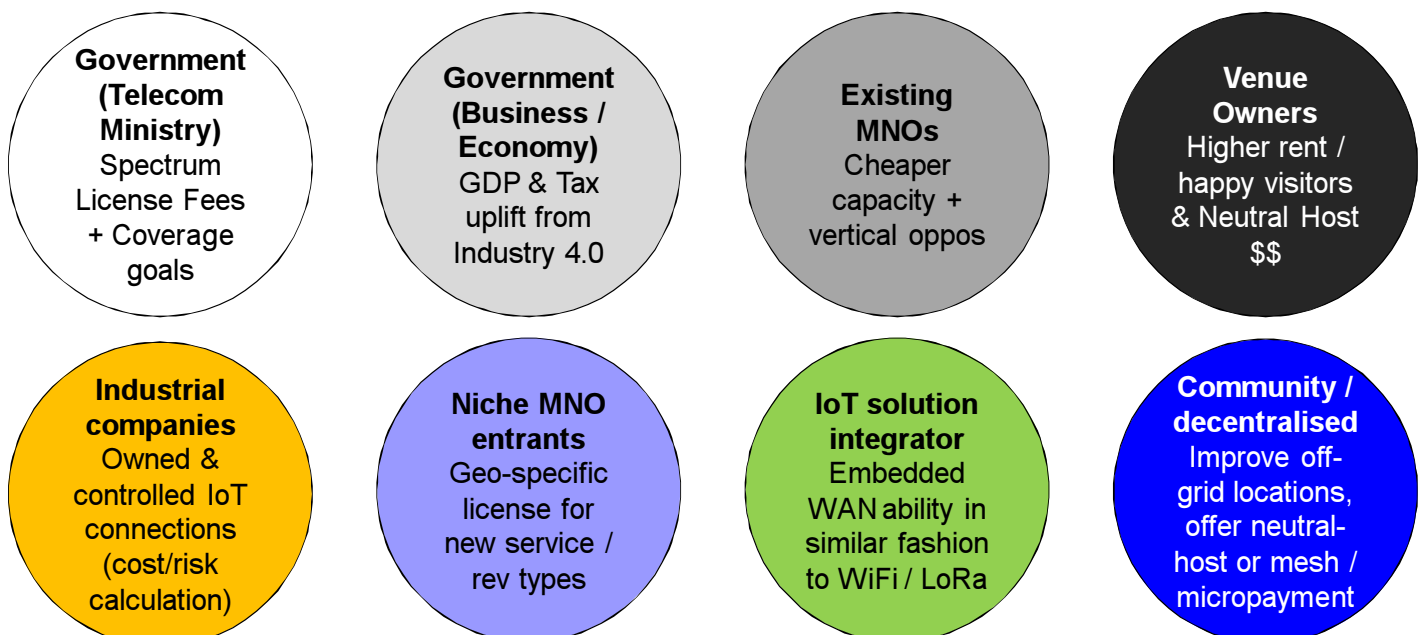 Government
(Telecom
Ministry)
Spectrum
License Fees
+ Coverage
goals
Government
(Business /
Economy)
GDP & Tax
uplift from
Industry 4.0
Existing
MNOs
Cheaper
capacity +
vertical oppos
Venue
Owners
Higher rent /
happy visitors
& Neutral Host
$$
Industrial
companies
Owned &
controlled IoT
connections
(cost/risk
calculation)
Niche MNO
entrants
Geo-specific
license for
new service /
rev types
IoT solution
integrator
Embedded
WAN ability in
similar fashion
to WiFi / LoRa
Community /
decentralised
Improve off-
grid locations,
offer neutral-
host or mesh /
micropayment